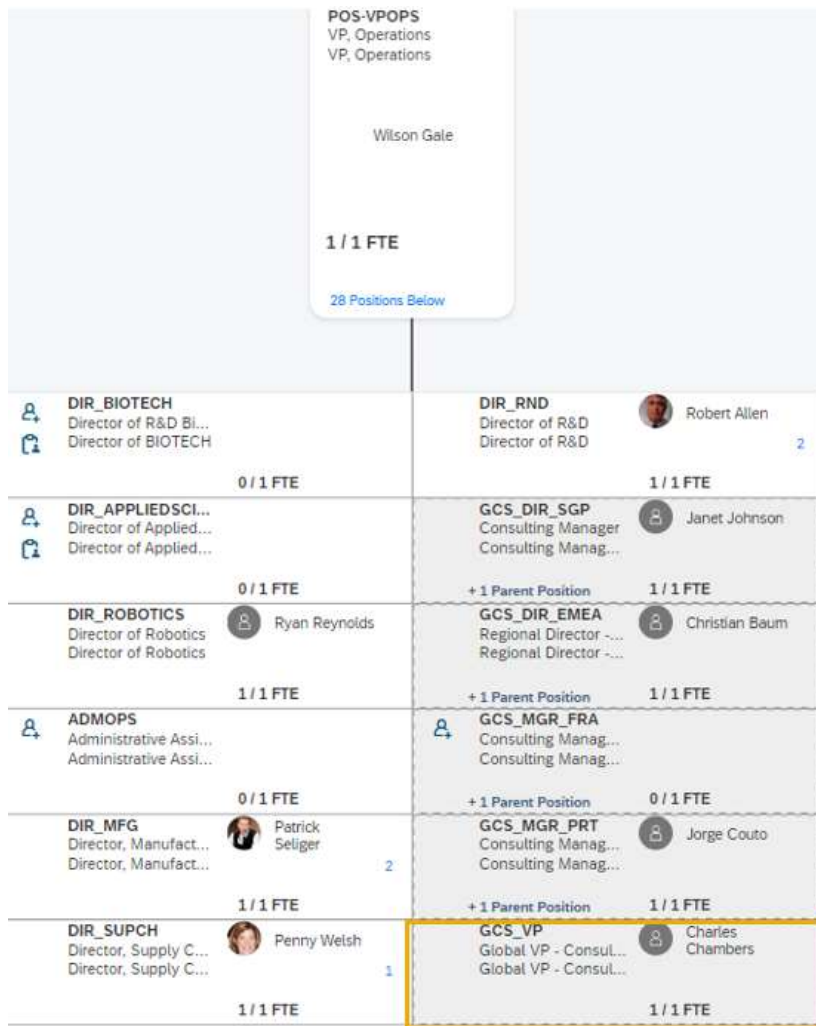 POS-VPOPS
VP, Operations
VP, Operations
Wilson Gale
1 / 1 FTE
28 Positions Below
DIR_BIOTECH
Director of R&D Bi...
Director of BIOTECH
0 / 1 FTE
DIR_RND
Director of R&D
Director of R&D
Robert Allen
2
1 / 1 FTE
DIR_APPLIEDSCI...
Director of Applied...
Director of Applied...
0 / 1 FTE
GCS_DIR_SGP
Consulting Manager
Consulting Manag...
Janet Johnson
+ 1 Parent Position
1 / 1 FTE
DIR_ROBOTICS
Director of Robotics
Director of Robotics
Ryan Reynolds
1 / 1 FTE
GCS_DIR_EMEA
Regional Director -...
Regional Director -...
Christian Baum
+ 1 Parent Position
1 / 1 FTE
ADMOPS
Administrative Assi...
Administrative Assi...
0 / 1 FTE
GCS_MGR_FRA
Consulting Manag...
Consulting Manag...
+ 1 Parent Position
0 / 1 FTE
DIR_MFG
Director, Manufact...
Director, Manufact...
Patrick
Seliger
2
1 / 1 FTE
GCS_MGR_PRT
Consulting Manag...
Consulting Manag...
Jorge Couto
+ 1 Parent Position
1 / 1 FTE
DIR_SUPCH
Director, Supply C...
Director, Supply C...
Penny Welsh
1
1 / 1 FTE
GCS_VP
Global VP - Consul...
Global VP - Consul...
Charles
Chambers
1 / 1 FTE